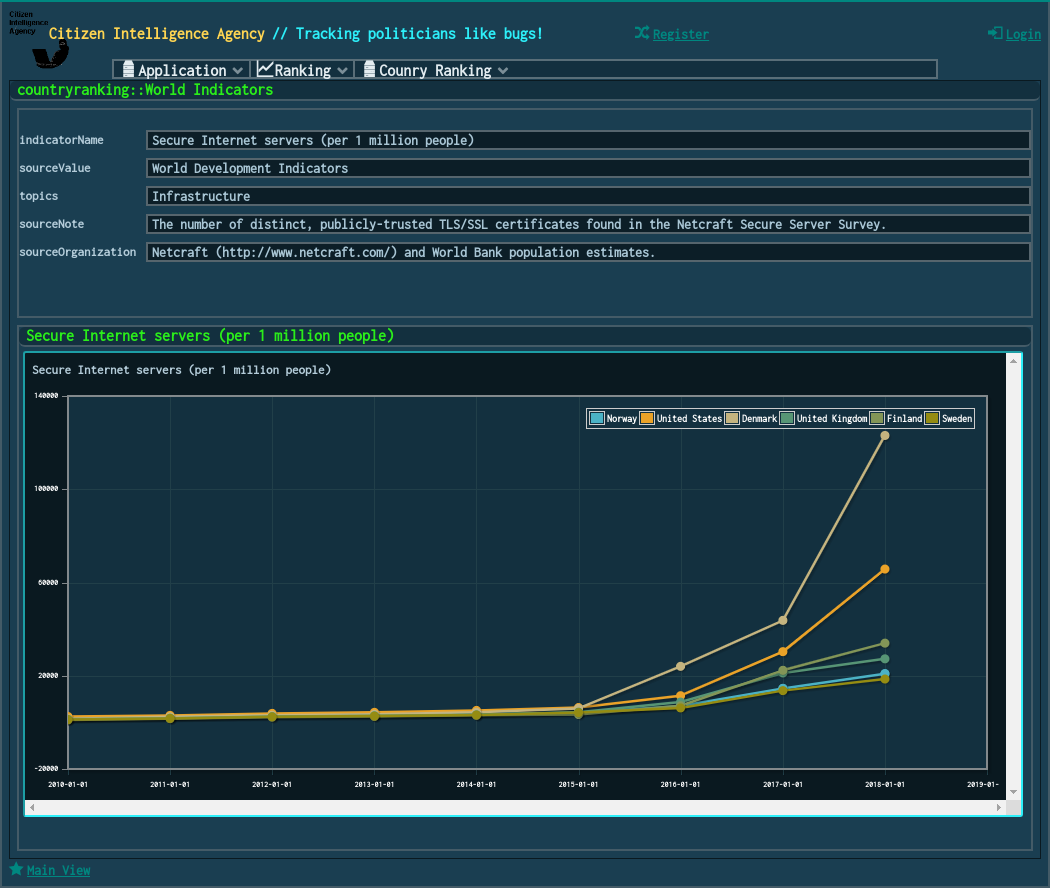 Citizen
Intelligence
Agency
Citizen Intelligence Agency // Tracking politicians like bugs!
Register
Login
Application
Ranking
Counry Ranking
countryranking::World Indicators
indicatorName
Secure Internet servers (per 1 million people)
sourceValue
World Development Indicators
topics
Infrastructure
sourceNote
The number of distinct, publicly-trusted TLS/SSL certificates found in the Netcraft Secure Server Survey.
sourceOrganization
Netcraft (http://www.netcraft.com/) and World Bank population estimates.
Secure Internet servers (per 1 million people)
Secure Internet servers (per 1 million people)
140000
Norway United States Denmark United Kingdom Finland Sweden
100000
60000
20000
-20000
2010-01-01 2011-01-01 2012-01-01 2013-01-01 2014-01-01 2015-01-01 2016-01-01 2017-01-01 2018-01-01 2019-01-
Main View